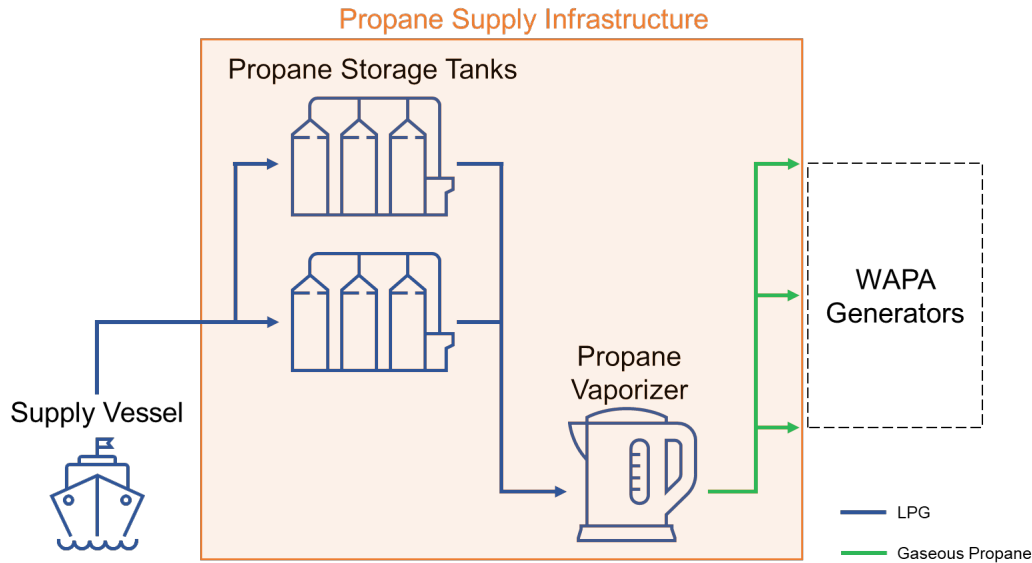 Propane Supply Infrastructure
Propane Storage Tanks
WAPA
Generators
Propane
Vaporizer
Supply Vessel
LPG
Gaseous Propane